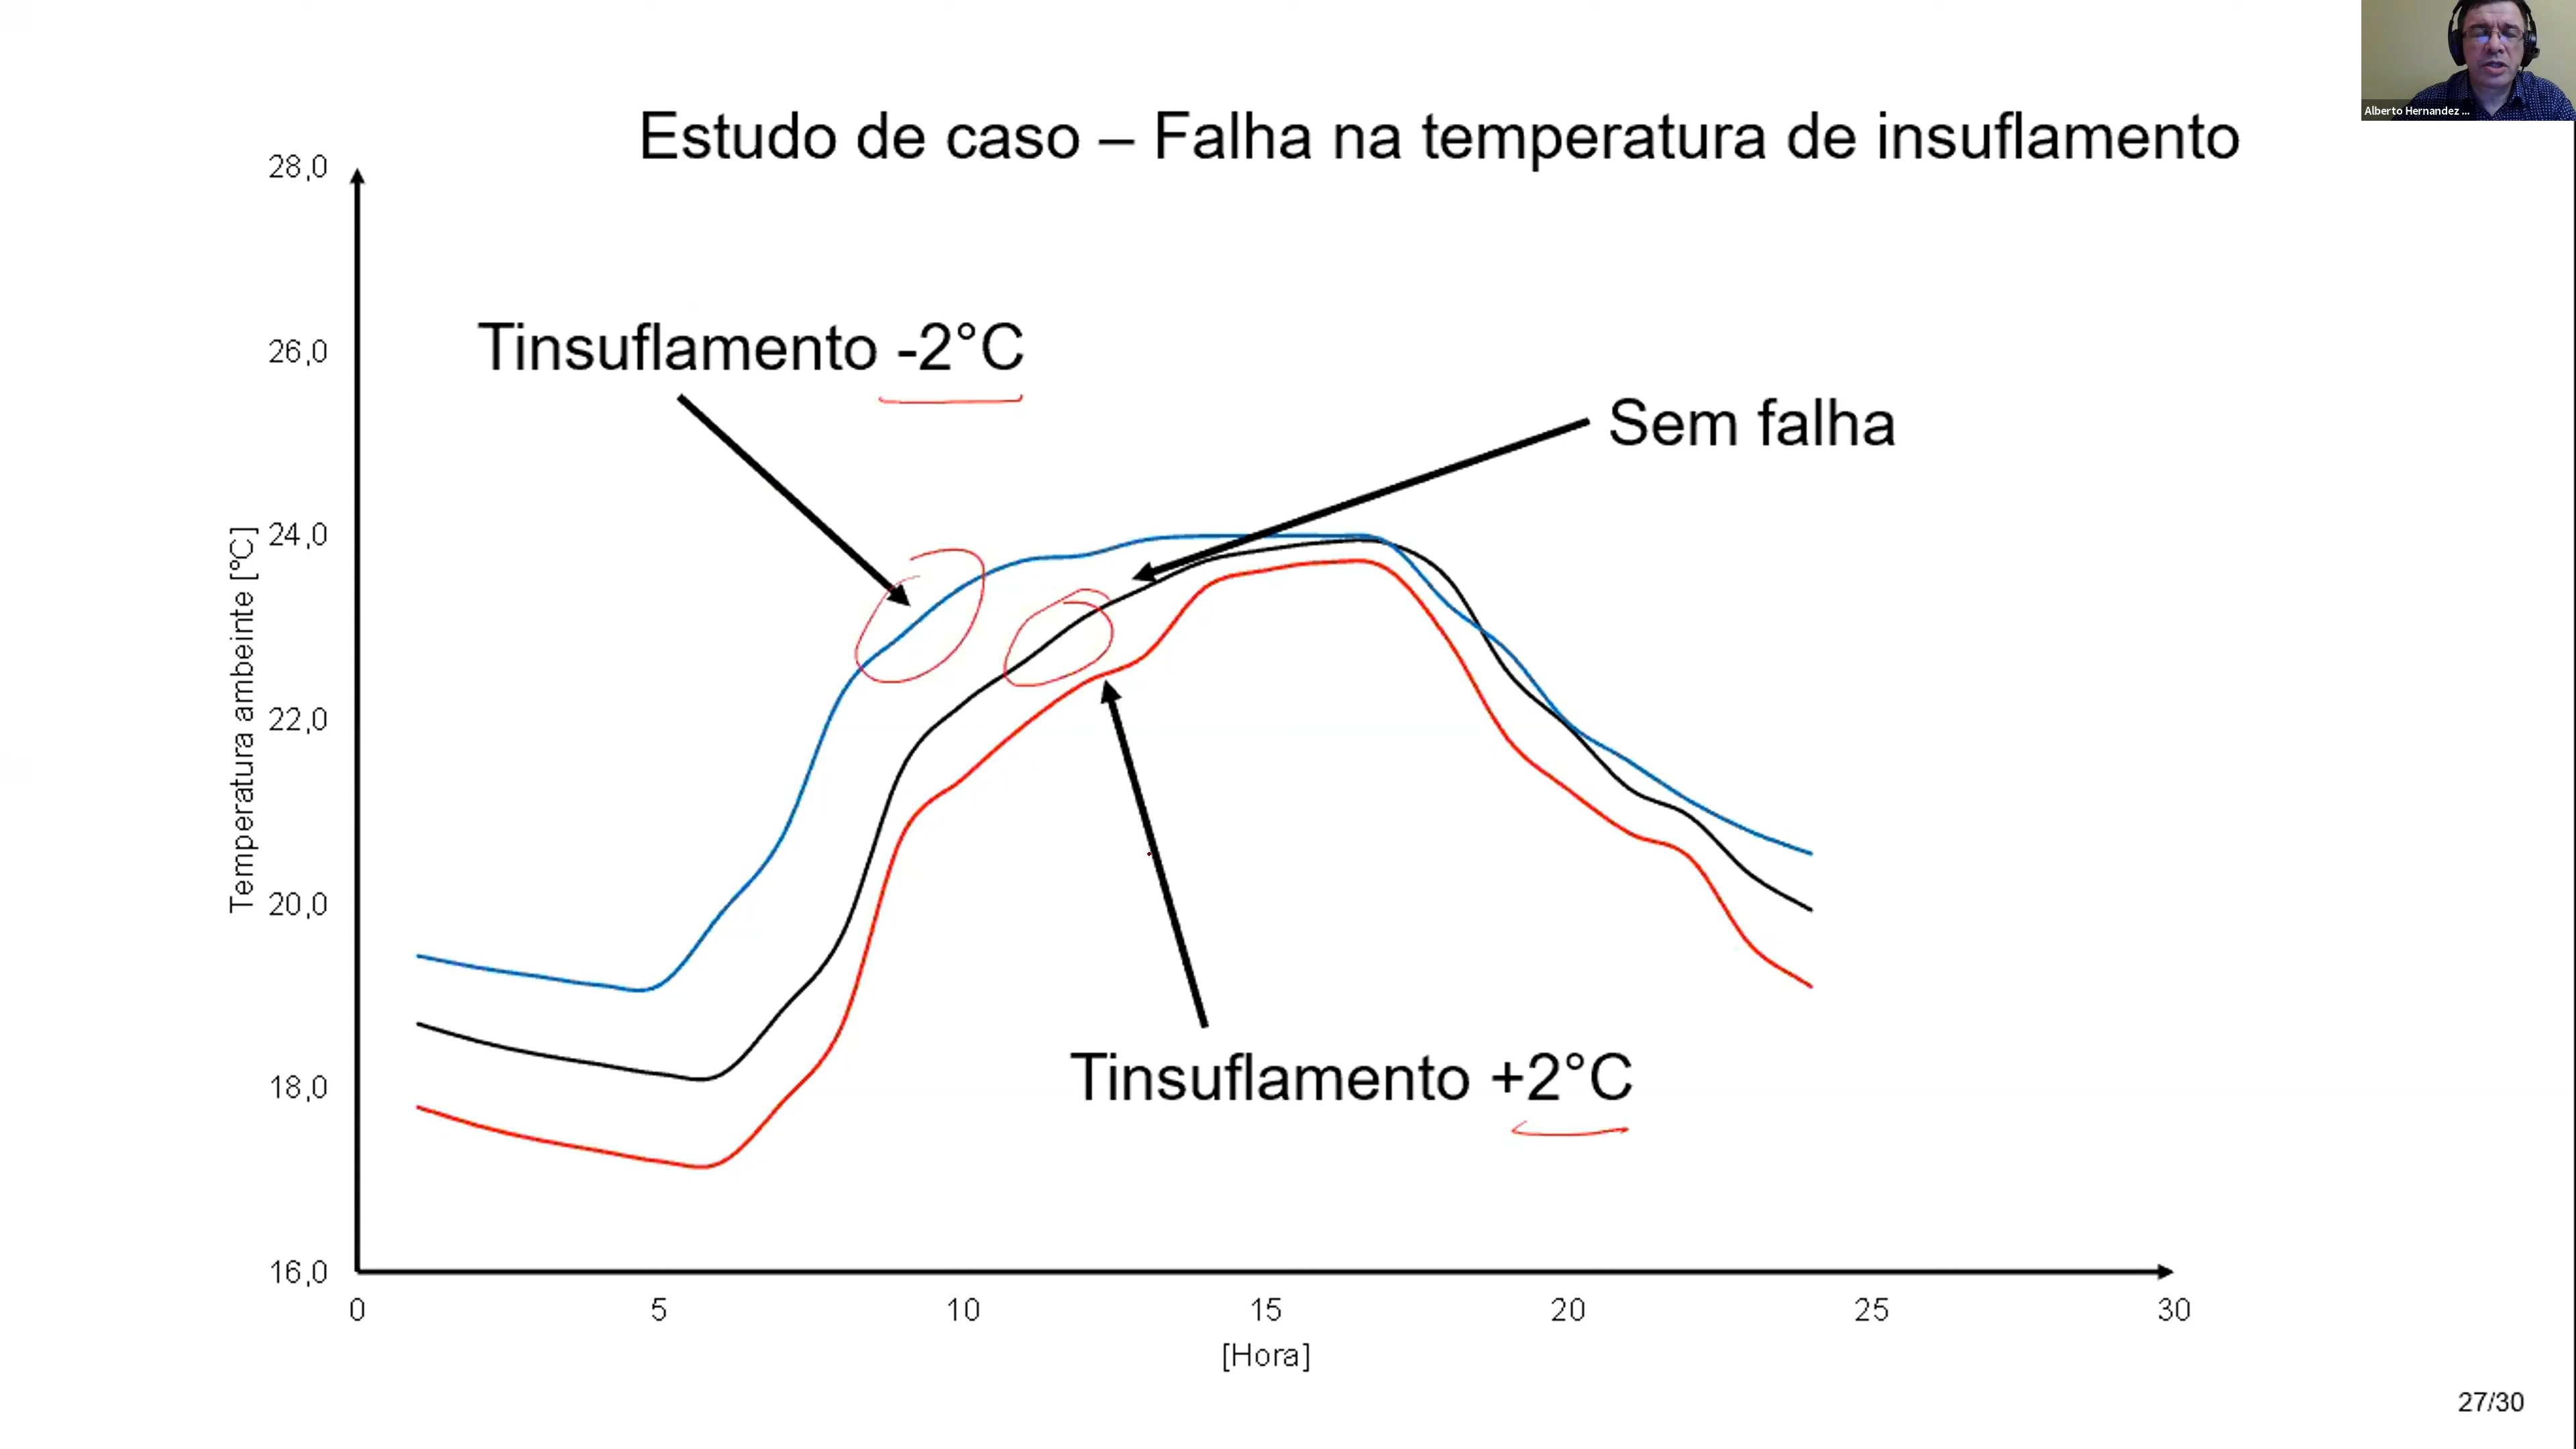 Alberto Hernandez ...
Estudo de caso – Falha na temperatura de insuflamento
28,0
26,0
24,0
22,0
20,0
18,0
16,0
Temperatura ambeinte [°C]
Tinsuflamento -2°C
Sem falha
Tinsuflamento +2°C
0 5 10 15 20 25 30
[Hora]
27/30